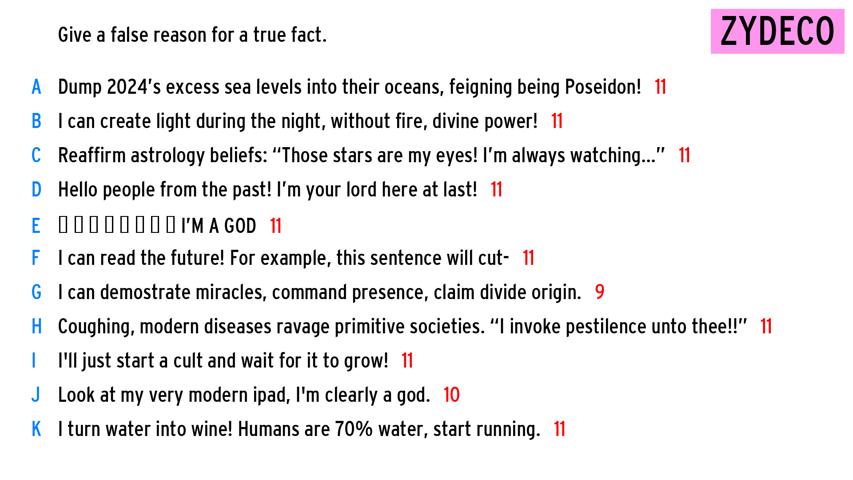 Give a false reason for a true fact.
ZYDECO
A Dump 2024's excess sea levels into their oceans, feigning being Poseidon! 11
B I can create light during the night, without fire, divine power! 11
C Reaffirm astrology beliefs: “Those stars are my eyes! I'm always watching...” 11
D Hello people from the past! I'm your lord here at last! 11
E ▯ ▯ ▯ ▯ ▯ ▯ ▯ ▯ I'M A GOD 11
F I can read the future! For example, this sentence will cut- 11
G I can demostrate miracles, command presence, claim divide origin. 9
H Coughing, modern diseases ravage primitive societies. “I invoke pestilence unto thee!!” 11
I I'll just start a cult and wait for it to grow! 11
J Look at my very modern ipad, I'm clearly a god. 10
K I turn water into wine! Humans are 70% water, start running. 11